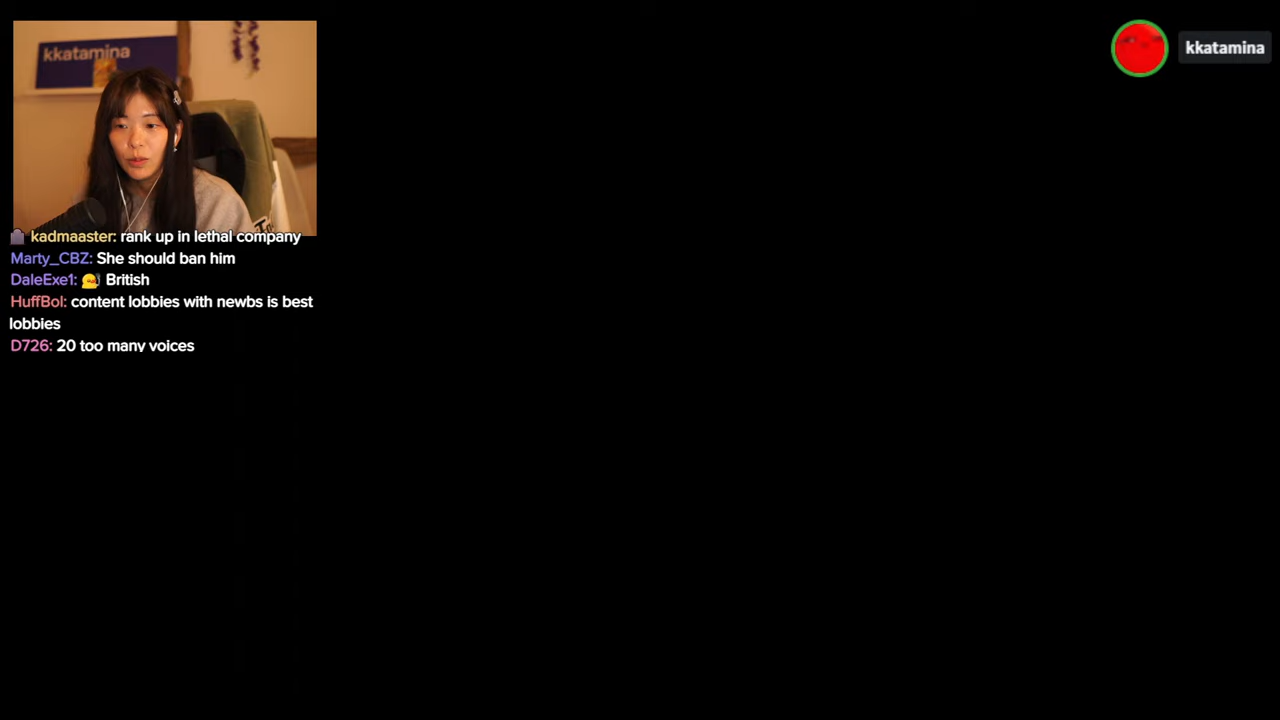 kkatamina
kkatamina
kadmaaster: rank up in lethal company
Marty_CBZ: She should ban him
DaleExe1: British
HuffBol: content lobbies with newbs is best
lobbies
D726: 20 too many voices